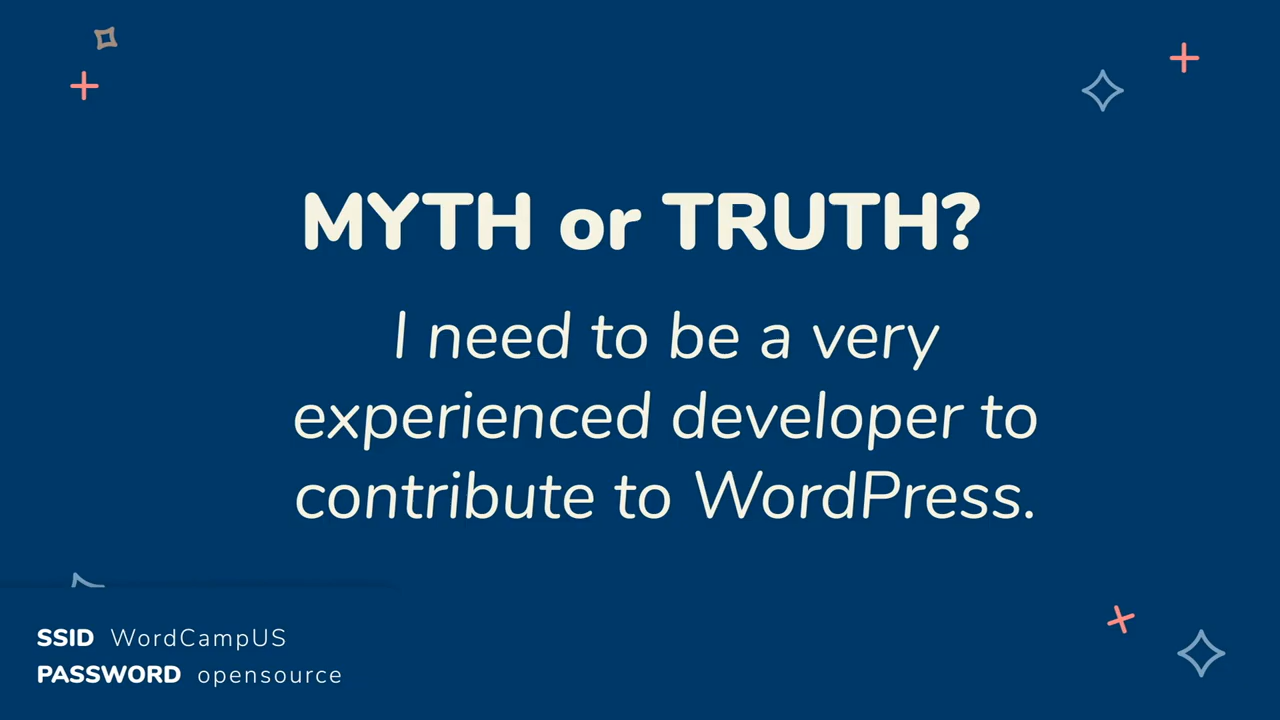 MYTH or TRUTH?
I need to be a very
experienced developer to
contribute to WordPress.
SSID WordCampUS
PASSWORD opensource